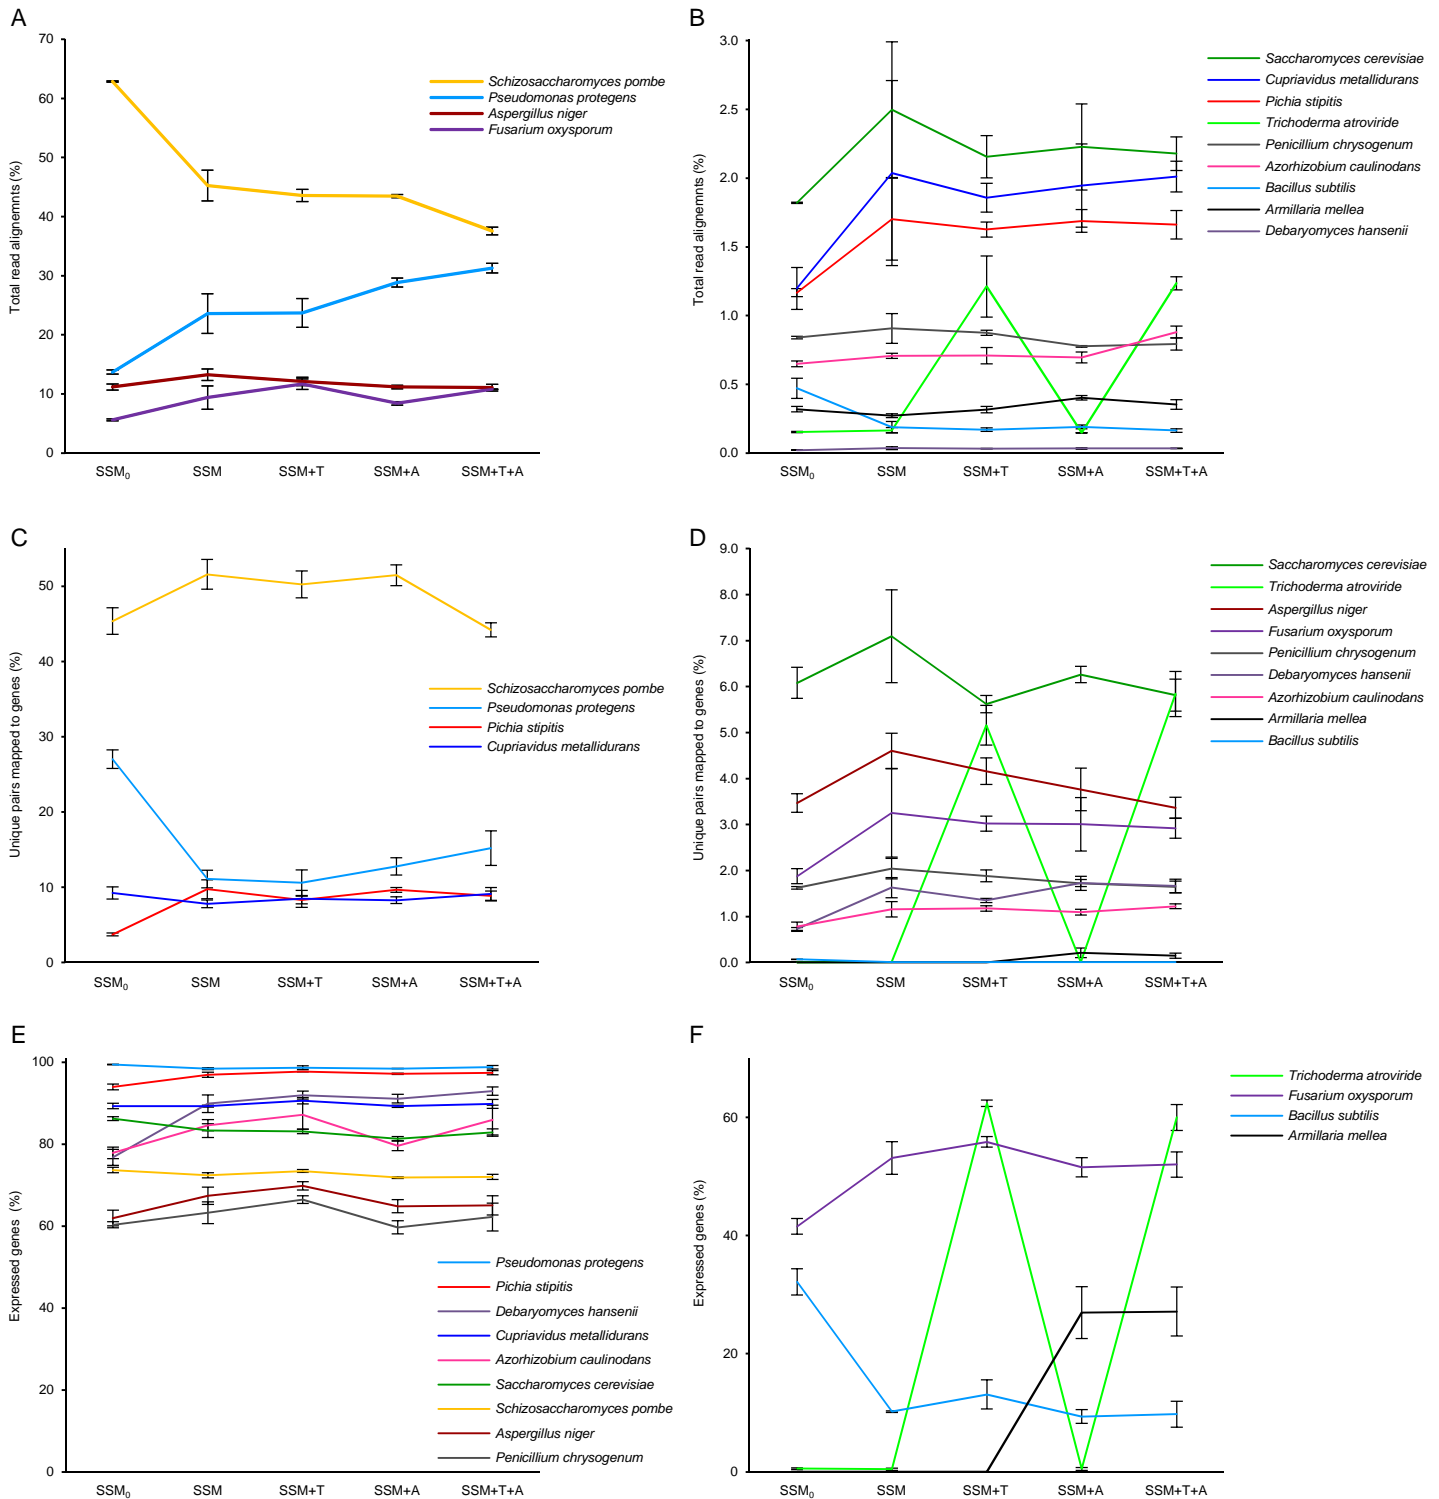 A
Total read alignemnts (%)
70
60
50
40
30
20
10
0
SSM0 SSM SSM+T SSM+A SSM+T+A
Schizosaccharomyces pombe
Pseudomonas protegens
Aspergillus niger
Fusarium oxysporum
B
Total read alignemnts (%)
3.0
2.5
2.0
1.5
1.0
0.5
0.0
SSM0 SSM SSM+T SSM+A SSM+T+A
Saccharomyces cerevisiae
Cupriavidus metallidurans
Pichia stipitis
Trichoderma atroviride
Penicillium chrysogenum
Azorhizobium caulinodans
Bacillus subtilis
Armillaria mellea
Debaryomyces hansenii
C
Unique pairs mapped to genes (%)
50
40
30
20
10
0
SSM0 SSM SSM+T SSM+A SSM+T+A
Schizosaccharomyces pombe
Pseudomonas protegens
Pichia stipitis
Cupriavidus metallidurans
D
Unique pairs mapped to genes (%)
9.0
8.0
7.0
6.0
5.0
4.0
3.0
2.0
1.0
0.0
SSM0 SSM SSM+T SSM+A SSM+T+A
Saccharomyces cerevisiae
Trichoderma atroviride
Aspergillus niger
Fusarium oxysporum
Penicillium chrysogenum
Debaryomyces hansenii
Azorhizobium caulinodans
Armillaria mellea
Bacillus subtilis
E
Expressed genes (%)
100
80
60
40
20
0
SSM0 SSM SSM+T SSM+A SSM+T+A
Pseudomonas protegens
Pichia stipitis
Debaryomyces hansenii
Cupriavidus metallidurans
Azorhizobium caulinodans
Saccharomyces cerevisiae
Schizosaccharomyces pombe
Aspergillus niger
Penicillium chrysogenum
F
Expressed genes (%)
60
40
20
0
SSM0 SSM SSM+T SSM+A SSM+T+A
Trichoderma atroviride
Fusarium oxysporum
Bacillus subtilis
Armillaria mellea